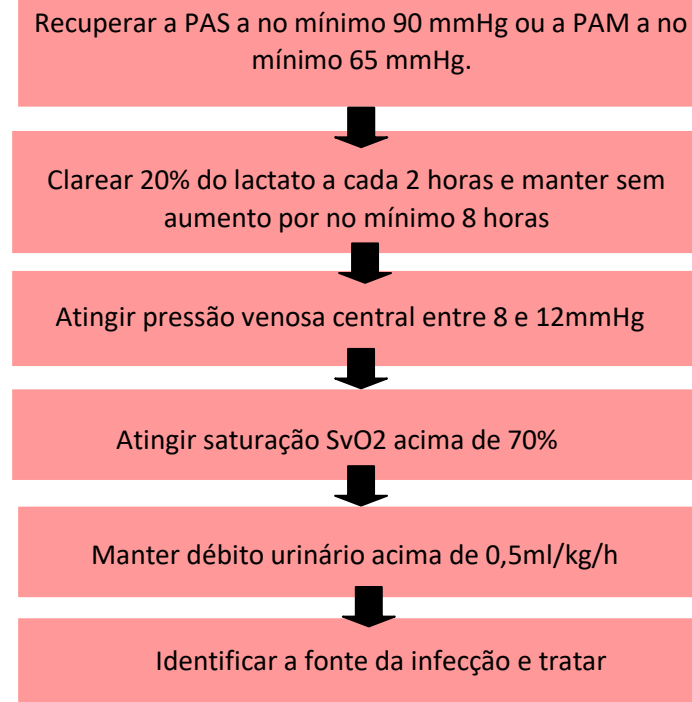 Recuperar a PAS a no mínimo 90 mmHg ou a PAM a no
mínimo 65 mmHg.
Clarear 20% do lactato a cada 2 horas e manter sem
aumento por no mínimo 8 horas
Atingir pressão venosa central entre 8 e 12mmHg
Atingir saturação SvO2 acima de 70%
Manter débito urinário acima de 0,5ml/kg/h
Identificar a fonte da infecção e tratar